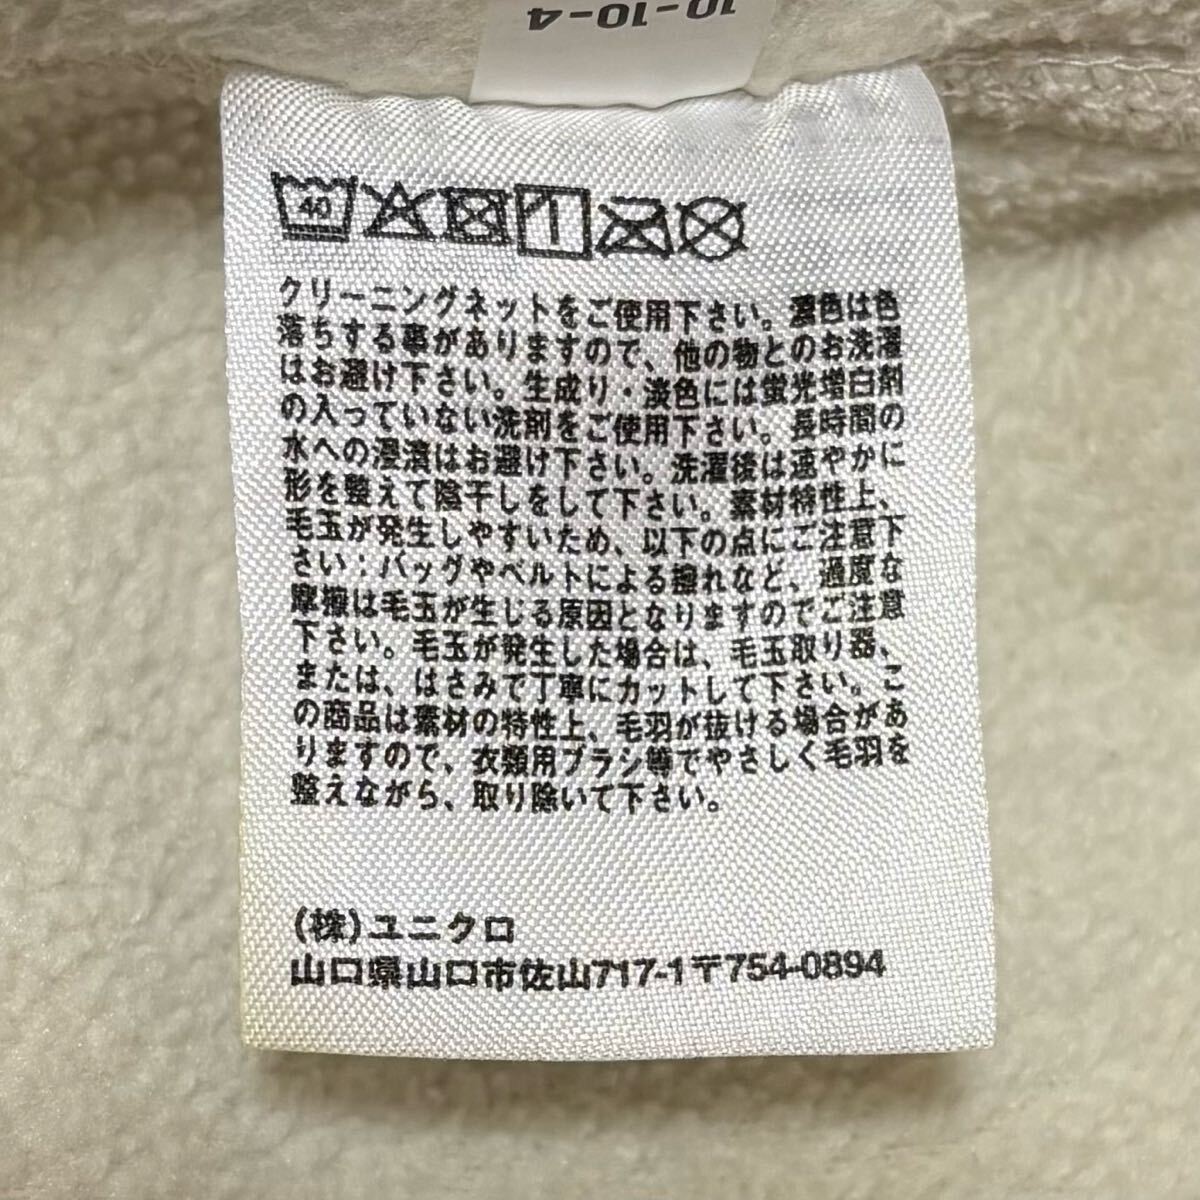 10-10-4
40
クリーニングネットをご使用下さい。濃色は色
落ちする事がありますので、他の物とのお洗濯
はお避け下さい。生成り・淡色には蛍光増白剤
の入っていない洗剤をご使用下さい。長時間の
水への浸漬はお避け下さい。洗濯後は速やかに
形を整えて陰干しをして下さい。素材特性上、
毛玉が発生しやすいため、以下の点にご注意下
さい：バッグやベルトによる擦れなど、過度な
摩擦は毛玉が生じる原因となりますのでご注意
下さい。毛玉が発生した場合は、毛玉取り器、
または、はさみで丁寧にカットして下さい。こ
の商品は素材の特性上、毛羽が抜ける場合があ
りますので、衣類用ブラシ等でやさしく毛羽を
整えながら、取り除いて下さい。
(株)ユニクロ
山口県山口市佐山717-1〒754-0894